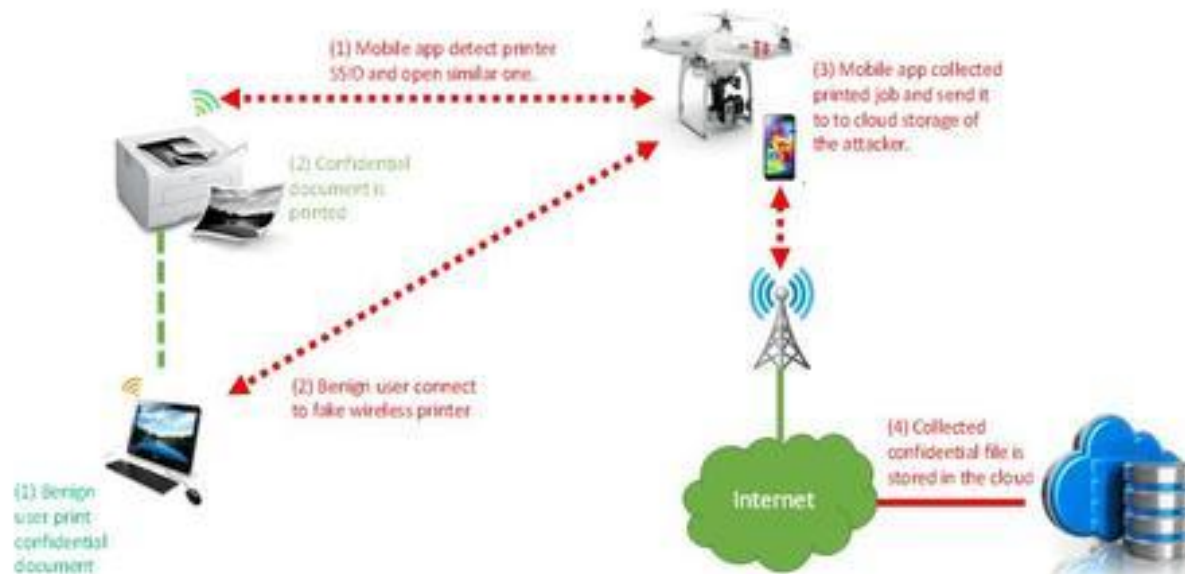 (1) Mobile app detect printer
SSID and open similar one.
(3) Mobile app collected
printed job and send it
to to cloud storage of
the attacker.
(2) Confidential
document is
printed
(2) Benign user connect
to fake wireless printer
(1) Benign
user print
confidential
document
Internet
(4) Collected
confidential file is
stored in the cloud